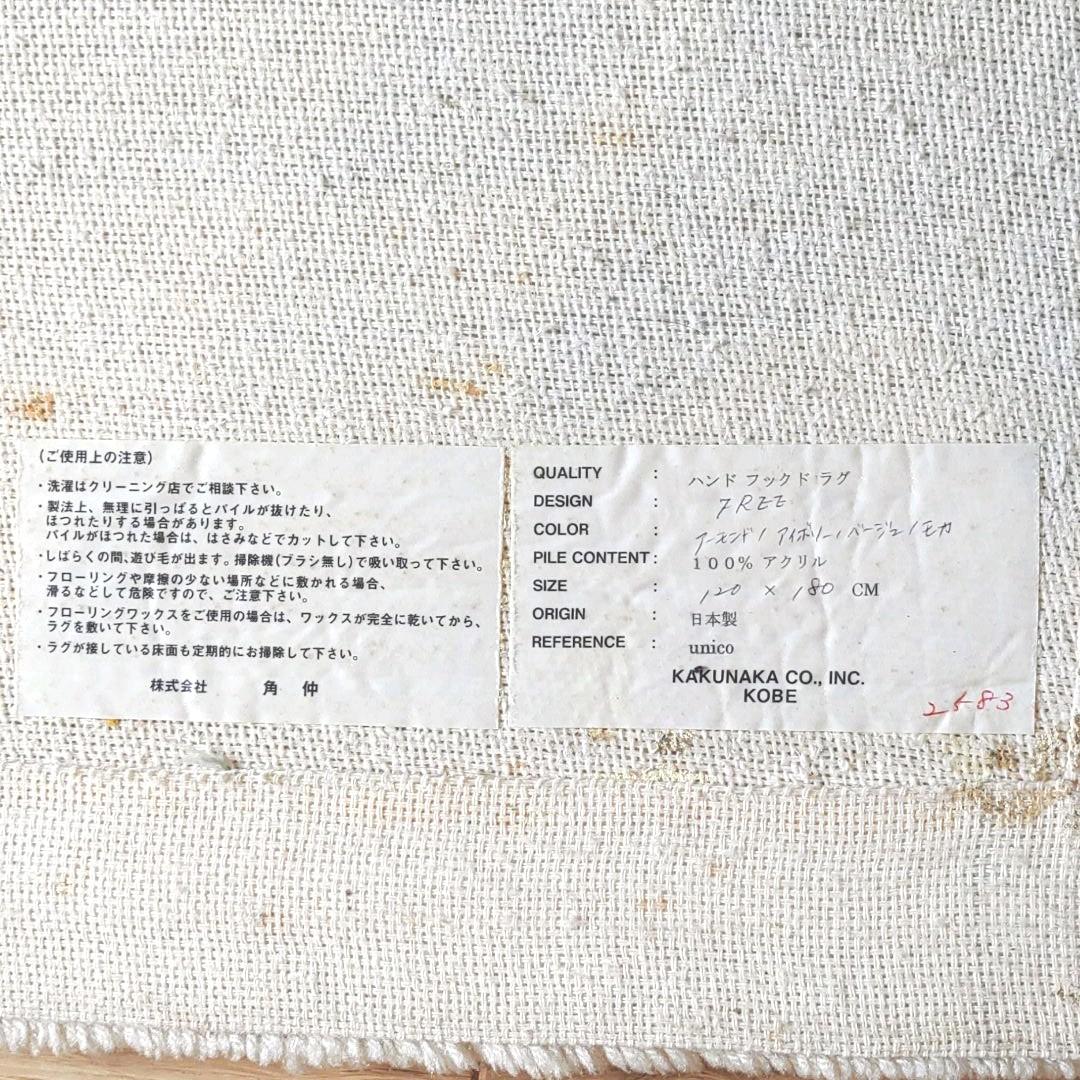 (ご使用上の注意)
・洗濯はクリーニング店でご相談下さい。
・製法上、無理に引っぱるとパイルが抜けたり、
ほつれたりする場合があります。
パイルがほつれた場合は、はさみなどでカットして下さい。
・しばらくの間、遊び毛が出ます。掃除機(ブラシ無し)で吸い取って下さい。
・フローリングや摩擦の少ない場所などに敷かれる場合、
滑るなどして危険ですので、ご注意下さい。
・フローリングワックスをご使用の場合は、ワックスが完全に乾いてから、
ラグを敷いて下さい。
・ラグが接している床面も定期的にお掃除して下さい。
株式会社 角 仲
QUALITY : ハンド フックド ラグ
DESIGN : FREE
COLOR : アーモンド/アイボリー/ベージュ/モカ
PILE CONTENT : 100% アクリル
SIZE : 120 × 180 CM
ORIGIN : 日本製
REFERENCE : unico
KAKUNAKA CO., INC.
KOBE
2583